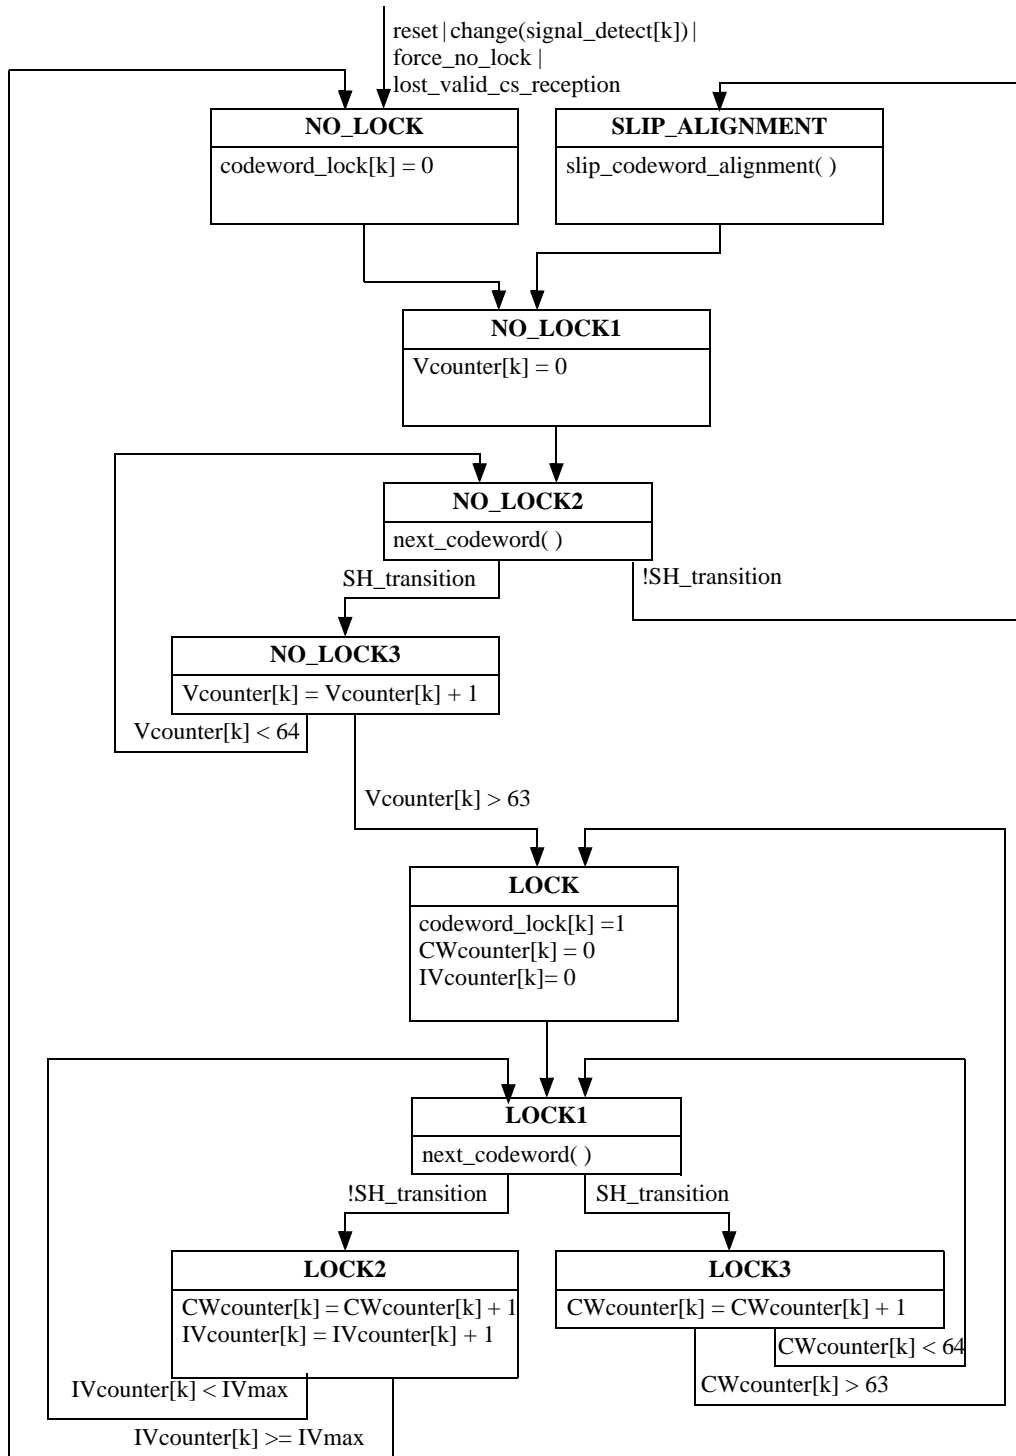 reset | change(signal_detect[k]) |
force_no_lock |
lost_valid_cs_reception
NO_LOCK
codeword_lock[k] = 0
SLIP_ALIGNMENT
slip_codeword_alignment( )
NO_LOCK1
Vcounter[k] = 0
NO_LOCK2
next_codeword( )
SH_transition
!SH_transition
NO_LOCK3
Vcounter[k] = Vcounter[k] + 1
Vcounter[k] < 64
Vcounter[k] > 63
LOCK
codeword_lock[k] =1
CWcounter[k] = 0
IVcounter[k]= 0
LOCK1
next_codeword( )
!SH_transition
SH_transition
LOCK2
CWcounter[k] = CWcounter[k] + 1
IVcounter[k] = IVcounter[k] + 1
LOCK3
CWcounter[k] = CWcounter[k] + 1
CWcounter[k] < 64
CWcounter[k] > 63
IVcounter[k] < IVmax
IVcounter[k] >= IVmax